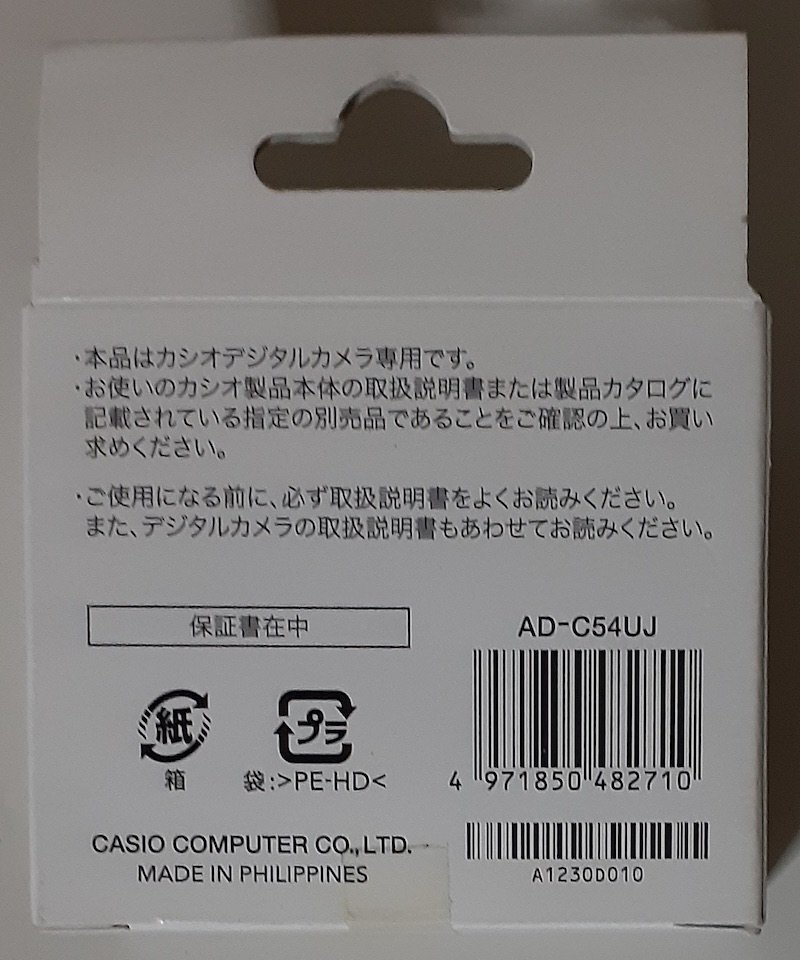 ・本品はカシオデジタルカメラ専用です。
・お使いのカシオ製品本体の取扱説明書または製品カタログに
記載されている指定の別売品であることをご確認の上、お買い
求めください。
・ご使用になる前に、必ず取扱説明書をよくお読みください。
また、デジタルカメラの取扱説明書もあわせてお読みください。
保証書在中
AD-C54UJ
紙
プラ
箱
袋:>PE-HD<
4 971850 482710
CASIO COMPUTER CO.,LTD.
MADE IN PHILIPPINES
A1230D010